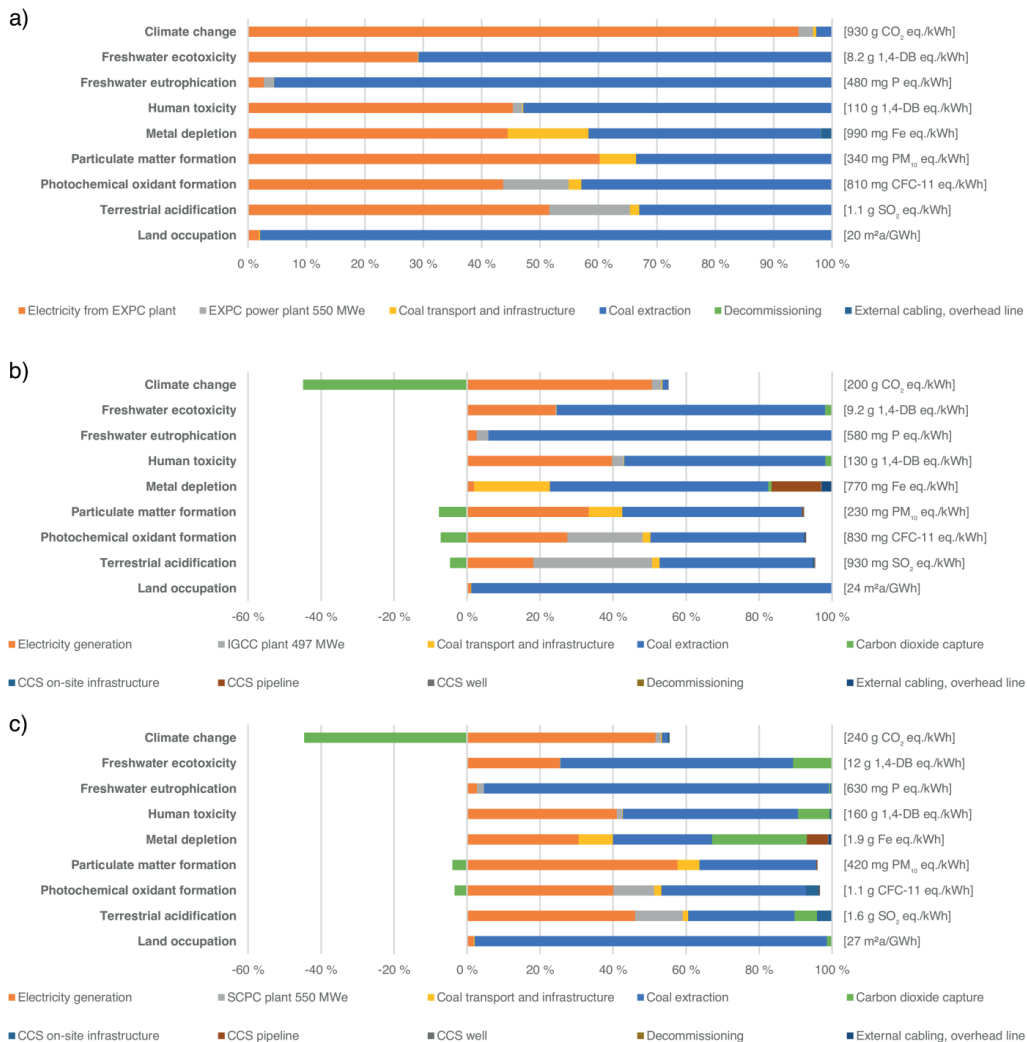 a)
Climate change [930 g CO₂ eq./kWh]
Freshwater ecotoxicity [8.2 g 1,4-DB eq./kWh]
Freshwater eutrophication [480 mg P eq./kWh]
Human toxicity [110 g 1,4-DB eq./kWh]
Metal depletion [990 mg Fe eq./kWh]
Particulate matter formation [340 mg PM₁₀ eq./kWh]
Photochemical oxidant formation [810 mg CFC-11 eq./kWh]
Terrestrial acidification [1.1 g SO₂ eq./kWh]
Land occupation [20 m²a/GWh]
0 % 10 % 20 % 30 % 40 % 50 % 60 % 70 % 80 % 90 % 100 %
Electricity from EXPC plant EXPC power plant 550 MWe Coal transport and infrastructure Coal extraction Decommissioning External cabling, overhead line
b)
Climate change [200 g CO₂ eq./kWh]
Freshwater ecotoxicity [9.2 g 1,4-DB eq./kWh]
Freshwater eutrophication [580 mg P eq./kWh]
Human toxicity [130 g 1,4-DB eq./kWh]
Metal depletion [770 mg Fe eq./kWh]
Particulate matter formation [230 mg PM₁₀ eq./kWh]
Photochemical oxidant formation [830 mg CFC-11 eq./kWh]
Terrestrial acidification [930 mg SO₂ eq./kWh]
Land occupation [24 m²a/GWh]
-60 % -40 % -20 % 0 % 20 % 40 % 60 % 80 % 100 %
Electricity generation IGCC plant 497 MWe Coal transport and infrastructure Coal extraction Carbon dioxide capture
CCS on-site infrastructure CCS pipeline CCS well Decommissioning External cabling, overhead line
c)
Climate change [240 g CO₂ eq./kWh]
Freshwater ecotoxicity [12 g 1,4-DB eq./kWh]
Freshwater eutrophication [630 mg P eq./kWh]
Human toxicity [160 g 1,4-DB eq./kWh]
Metal depletion [1.9 g Fe eq./kWh]
Particulate matter formation [420 mg PM₁₀ eq./kWh]
Photochemical oxidant formation [1.1 g CFC-11 eq./kWh]
Terrestrial acidification [1.6 g SO₂ eq./kWh]
Land occupation [27 m²a/GWh]
-60 % -40 % -20 % 0 % 20 % 40 % 60 % 80 % 100 %
Electricity generation SCPC plant 550 MWe Coal transport and infrastructure Coal extraction Carbon dioxide capture
CCS on-site infrastructure CCS pipeline CCS well Decommissioning External cabling, overhead line